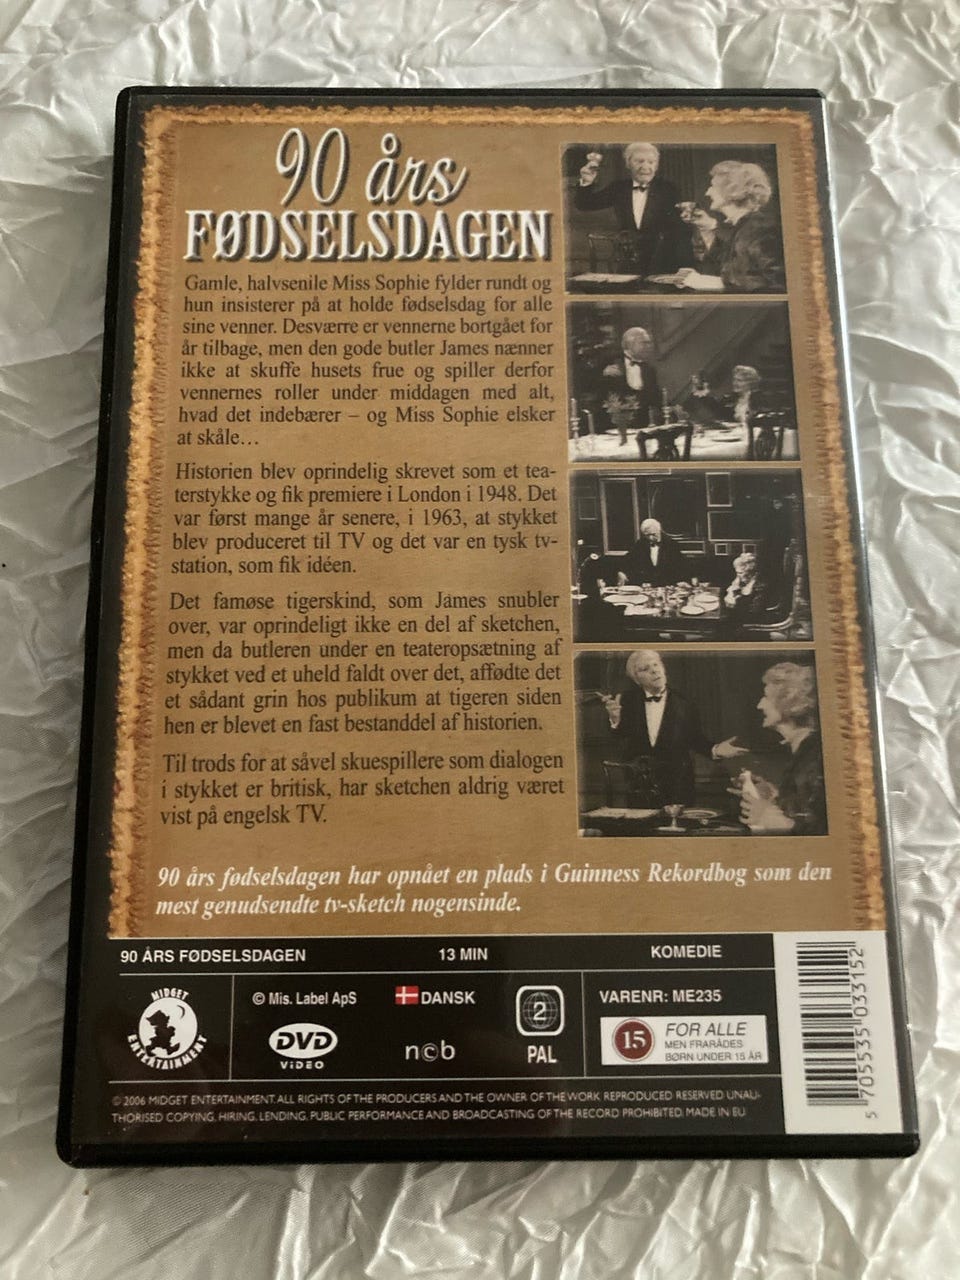 90 års
FØDSELSDAGEN
Gamle, halvsenile Miss Sophie fylder rundt og
hun insisterer på at holde fødselsdag for alle
sine venner. Desværre er vennerne bortgået for
år tilbage, men den gode butler James nænner
ikke at skuffe husets frue og spiller derfor
vennernes roller under middagen med alt,
hvad det indebærer – og Miss Sophie elsker
at skåle...
Historien blev oprindelig skrevet som et tea-
terstykke og fik premiere i London i 1948. Det
var først mange år senere, i 1963, at stykket
blev produceret til TV og det var en tysk tv-
station, som fik idéen.
Det famøse tigerskind, som James snubler
over, var oprindeligt ikke en del af sketchen,
men da butleren under en teateropsætning af
stykket ved et uheld faldt over det, affødte det
et sådant grin hos publikum at tigeren siden
hen er blevet en fast bestanddel af historien.
Til trods for at såvel skuespillere som dialogen
i stykket er britisk, har sketchen aldrig været
vist på engelsk TV.
90 års fødselsdagen har opnået en plads i Guinness Rekordbog som den
mest genudsendte tv-sketch nogensinde.
90 ÅRS FØDSELSDAGEN 13 MIN KOMEDIE
MIDGET
ENTERTAINMENT
© Mis. Label ApS
DVD
VIDEO
DANSK
ncb
2
PAL
VARENR: ME235
15
FOR ALLE
MEN FRARÅDES
BØRN UNDER 15 ÅR
5 705535 033152
© 2006 MIDGET ENTERTAINMENT. ALL RIGHTS OF THE PRODUCERS AND THE OWNER OF THE WORK REPRODUCED RESERVED UNAU-
THORISED COPYING, HIRING, LENDING, PUBLIC PERFORMANCE AND BROADCASTING OF THE RECORD PROHIBITED. MADE IN EU